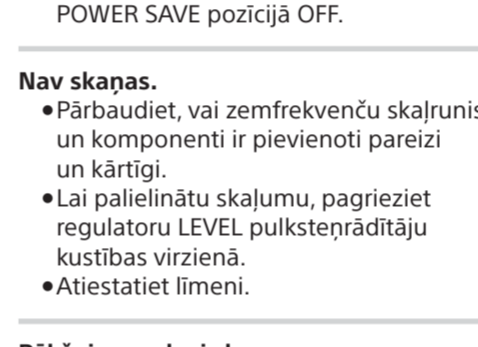 POWER SAVE pozīcijā OFF.
Nav skaņas.
●Pārbaudiet, vai zemfrekvenču skaļrunis
un komponenti ir pievienoti pareizi
un kārtīgi.
●Lai palielinātu skaļumu, pagrieziet
regulatoru LEVEL pulksteņrādītāju
kustības virzienā.
●Atiestatiet līmeni.